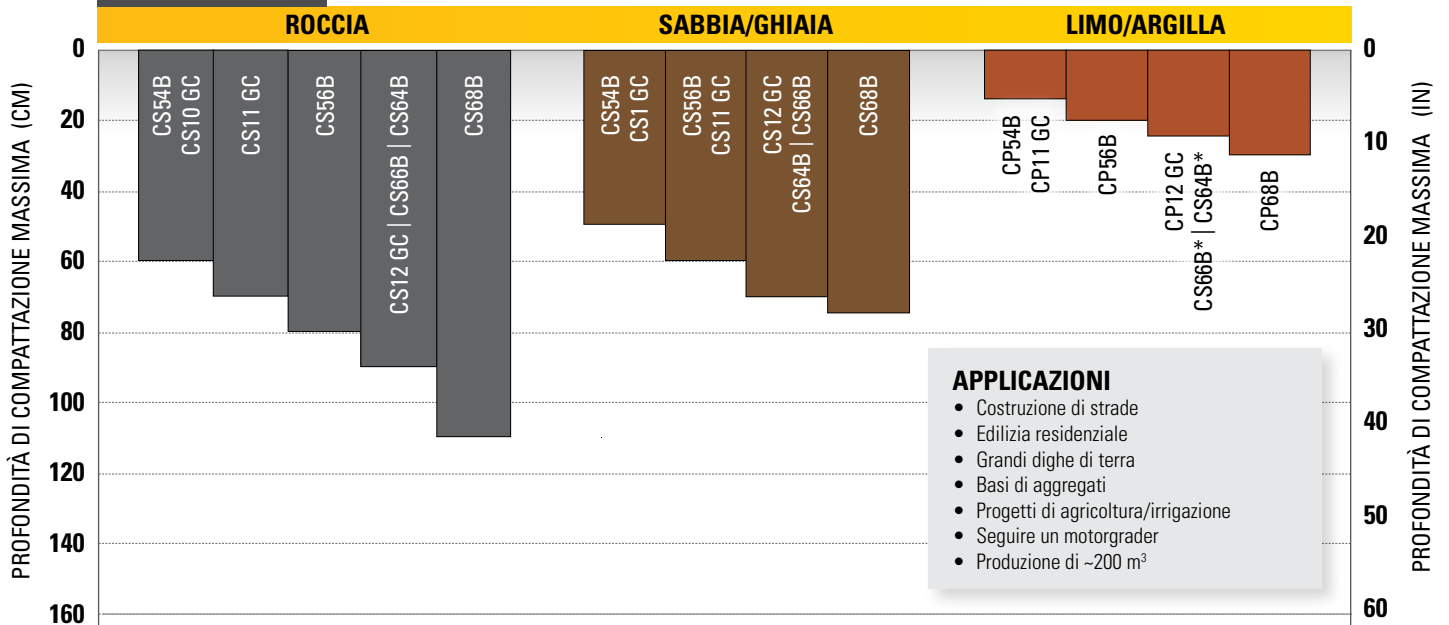 ROCCIA
SABBIA/GHIAIA
LIMO/ARGILLA
PROFONDITÀ DI COMPATTAZIONE MASSIMA (CM)
0
20
40
60
80
100
120
140
160
CS54B
CS10 GC
CS11 GC
CS56B
CS12 GC | CS66B | CS64B
CS68B
CS54B
CS1 GC
CS56B
CS11 GC
CS12 GC
CS64B | CS66B
CS68B
CP54B
CP11 GC
CP56B
CP12 GC
CS66B* | CS64B*
CP68B
APPLICAZIONI
• Costruzione di strade
• Edilizia residenziale
• Grandi dighe di terra
• Basi di aggregati
• Progetti di agricoltura/irrigazione
• Seguire un motorgrader
• Produzione di ~200 m³
0
10
20
30
40
50
60
PROFONDITÀ DI COMPATTAZIONE MASSIMA (IN)